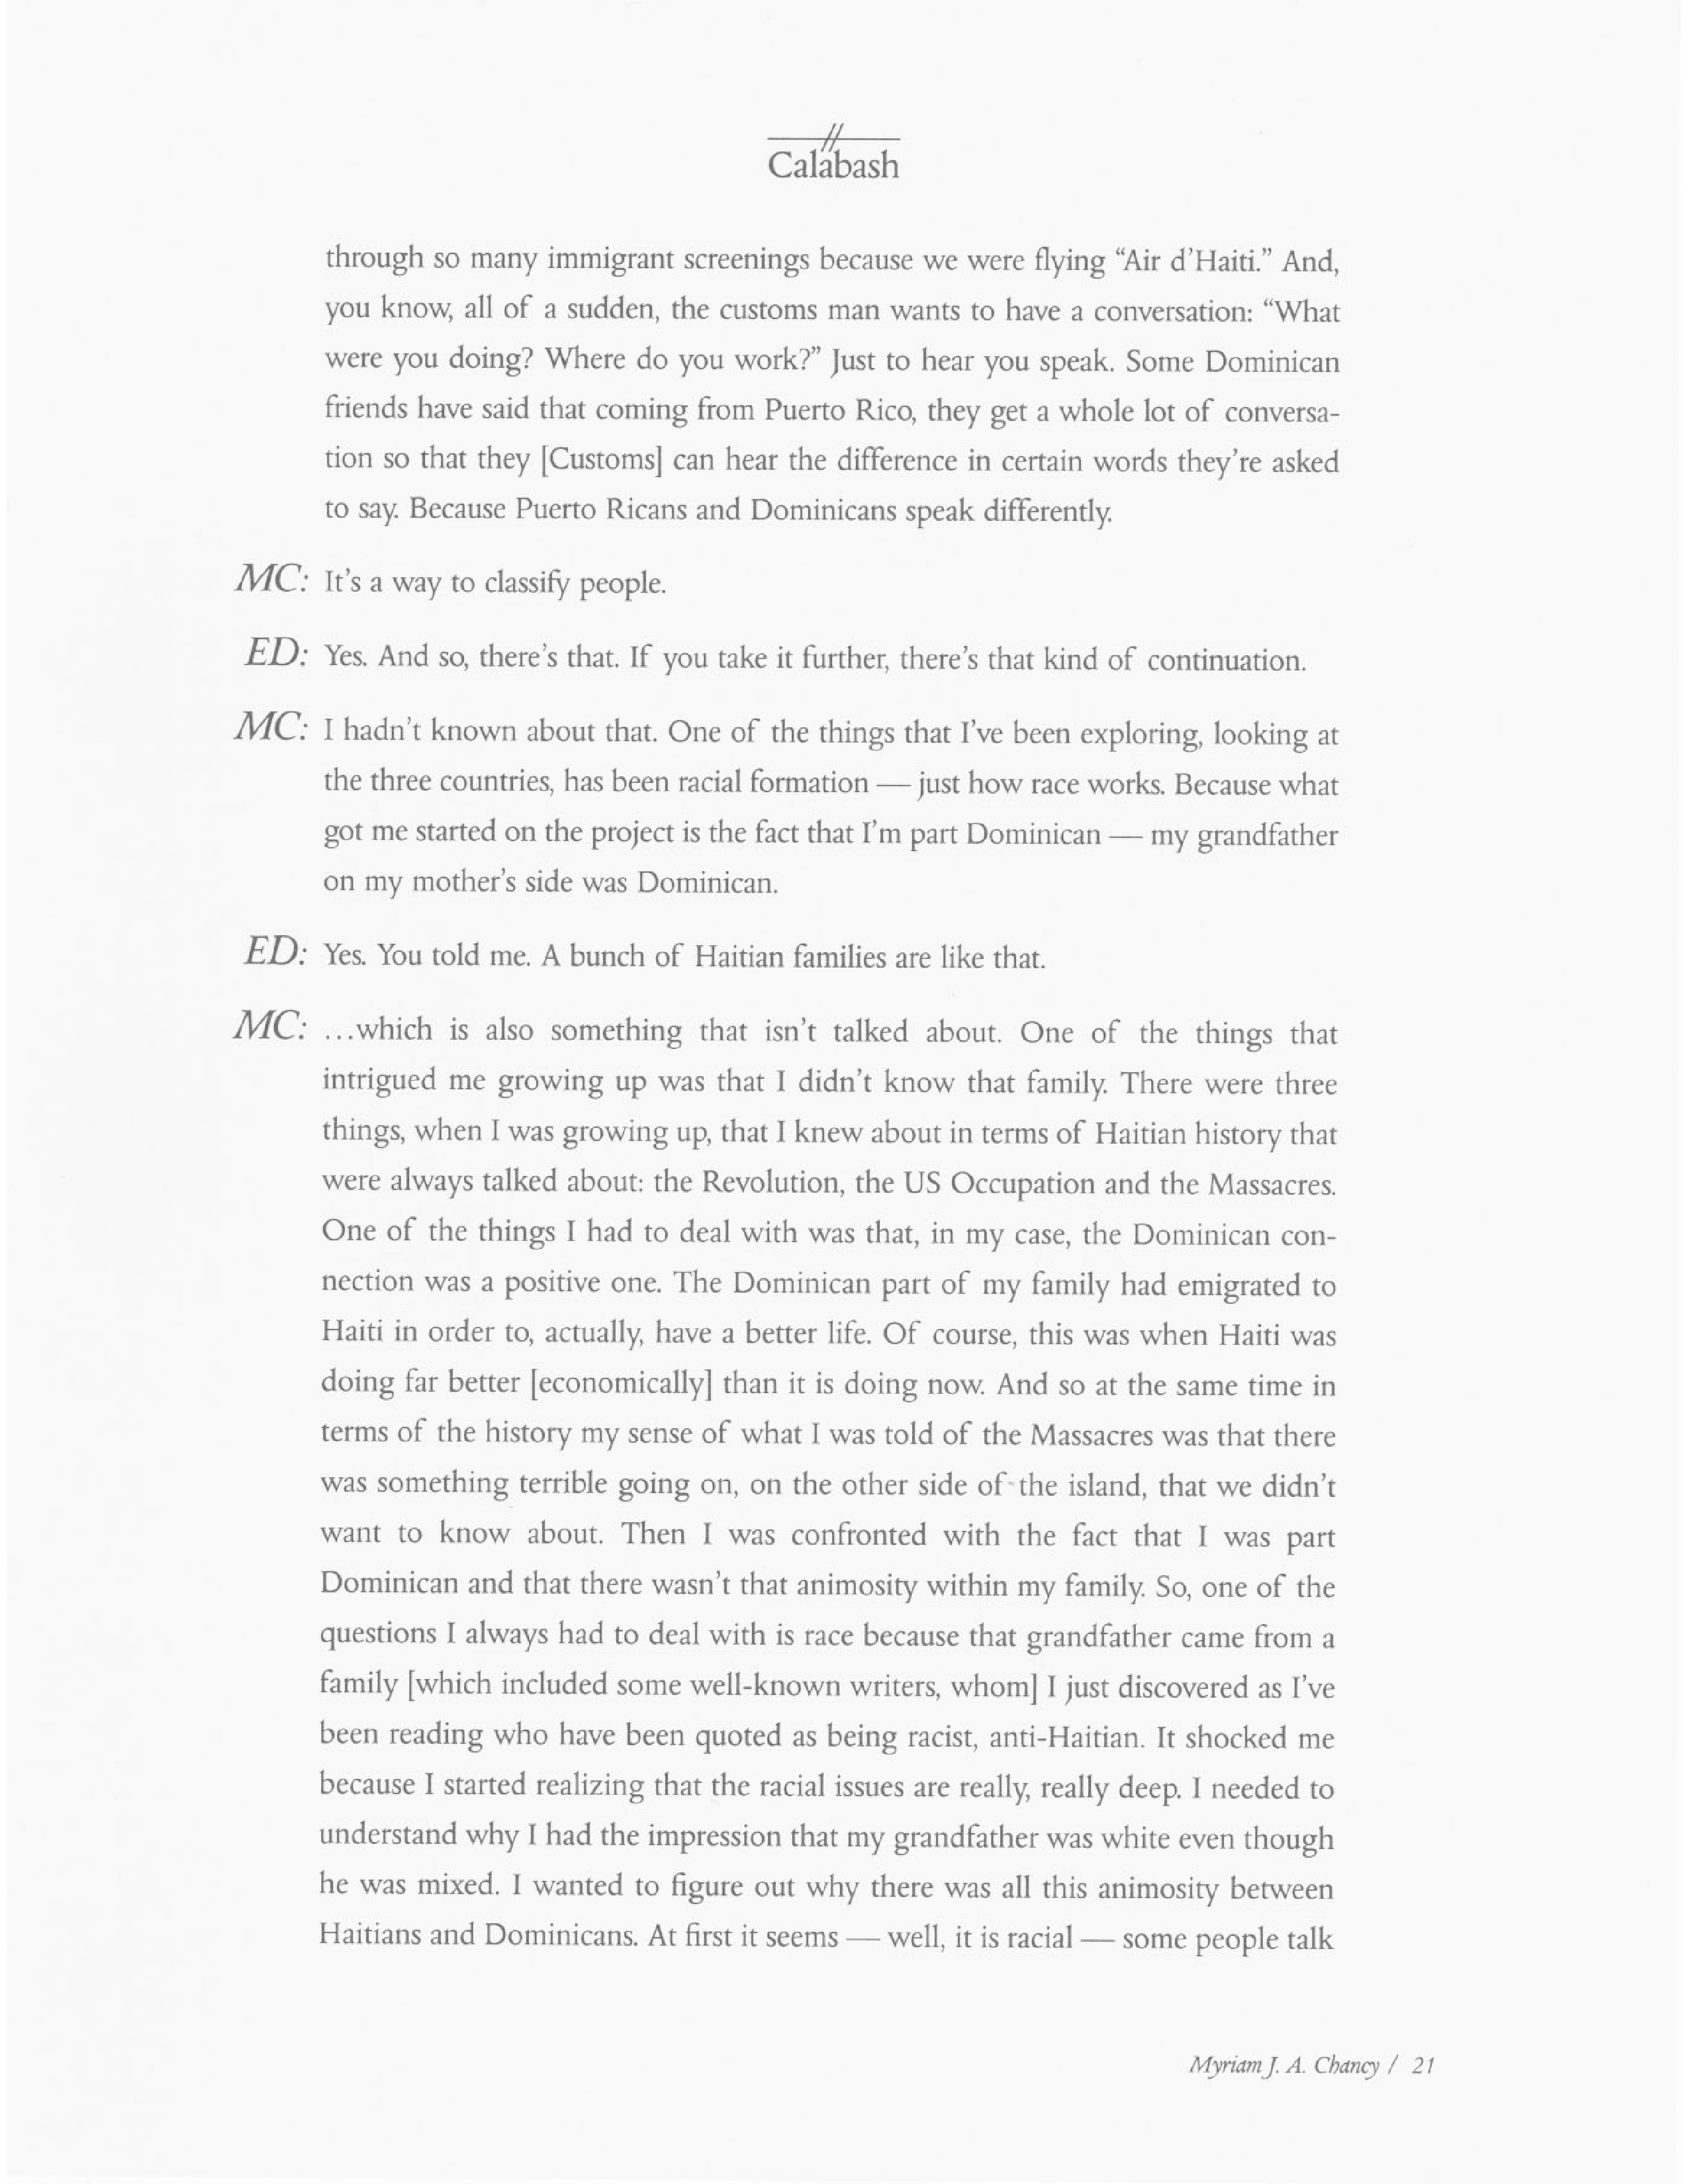 Calabash
through so many immigrant screenings because we were flying “Air d’Haiti.” And,
you know, all of a sudden, the customs man wants to have a conversation: “What
were you doing? Where do you work?” Just to hear you speak. Some Dominican
friends have said that coming from Puerto Rico, they get a whole lot of conversa-
tion so that they [Customs] can hear the difference in certain words they’re asked
to say. Because Puerto Ricans and Dominicans speak differently.
MC: It’s a way to classify people.
ED: Yes. And so, there’s that. If you take it further, there’s that kind of continuation.
MC: I hadn’t known about that. One of the things that I’ve been exploring, looking at
the three countries, has been racial formation — just how race works. Because what
got me started on the project is the fact that I’m part Dominican — my grandfather
on my mother’s side was Dominican.
ED: Yes. You told me. A bunch of Haitian families are like that.
MC: ...which is also something that isn’t talked about. One of the things that
intrigued me growing up was that I didn’t know that family. There were three
things, when I was growing up, that I knew about in terms of Haitian history that
were always talked about: the Revolution, the US Occupation and the Massacres.
One of the things I had to deal with was that, in my case, the Dominican con-
nection was a positive one. The Dominican part of my family had emigrated to
Haiti in order to, actually, have a better life. Of course, this was when Haiti was
doing far better [economically] than it is doing now. And so at the same time in
terms of the history my sense of what I was told of the Massacres was that there
was something terrible going on, on the other side of the island, that we didn’t
want to know about. Then I was confronted with the fact that I was part
Dominican and that there wasn’t that animosity within my family. So, one of the
questions I always had to deal with is race because that grandfather came from a
family [which included some well-known writers, whom] I just discovered as I’ve
been reading who have been quoted as being racist, anti-Haitian. It shocked me
because I started realizing that the racial issues are really, really deep. I needed to
understand why I had the impression that my grandfather was white even though
he was mixed. I wanted to figure out why there was all this animosity between
Haitians and Dominicans. At first it seems — well, it is racial — some people talk
Myriam J. A. Chancy / 21